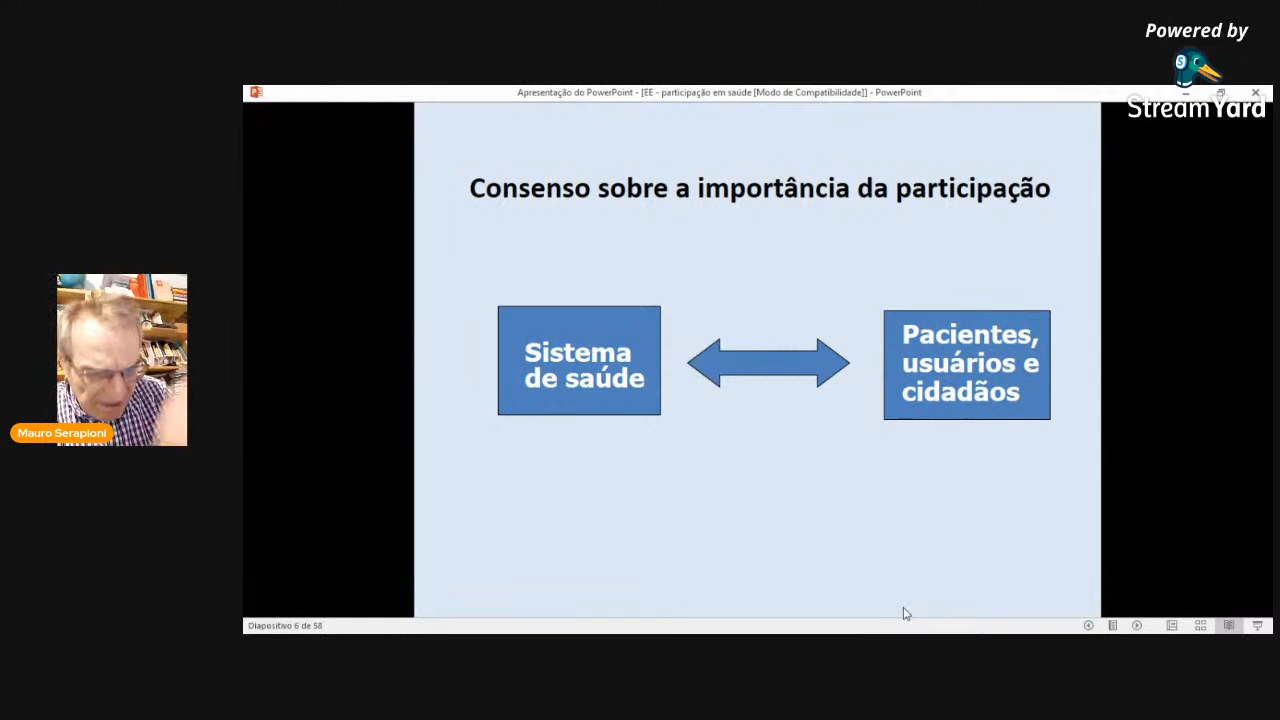 Powered by
StreamYard
Apresentação do PowerPoint - [EE - participação em saúde [Modo de Compatibilidade]] - PowerPoint
Consenso sobre a importância da participação
Sistema
de saúde
Pacientes,
usuários e
cidadãos
Mauro Serapioni
Diapositivo 6 de 58